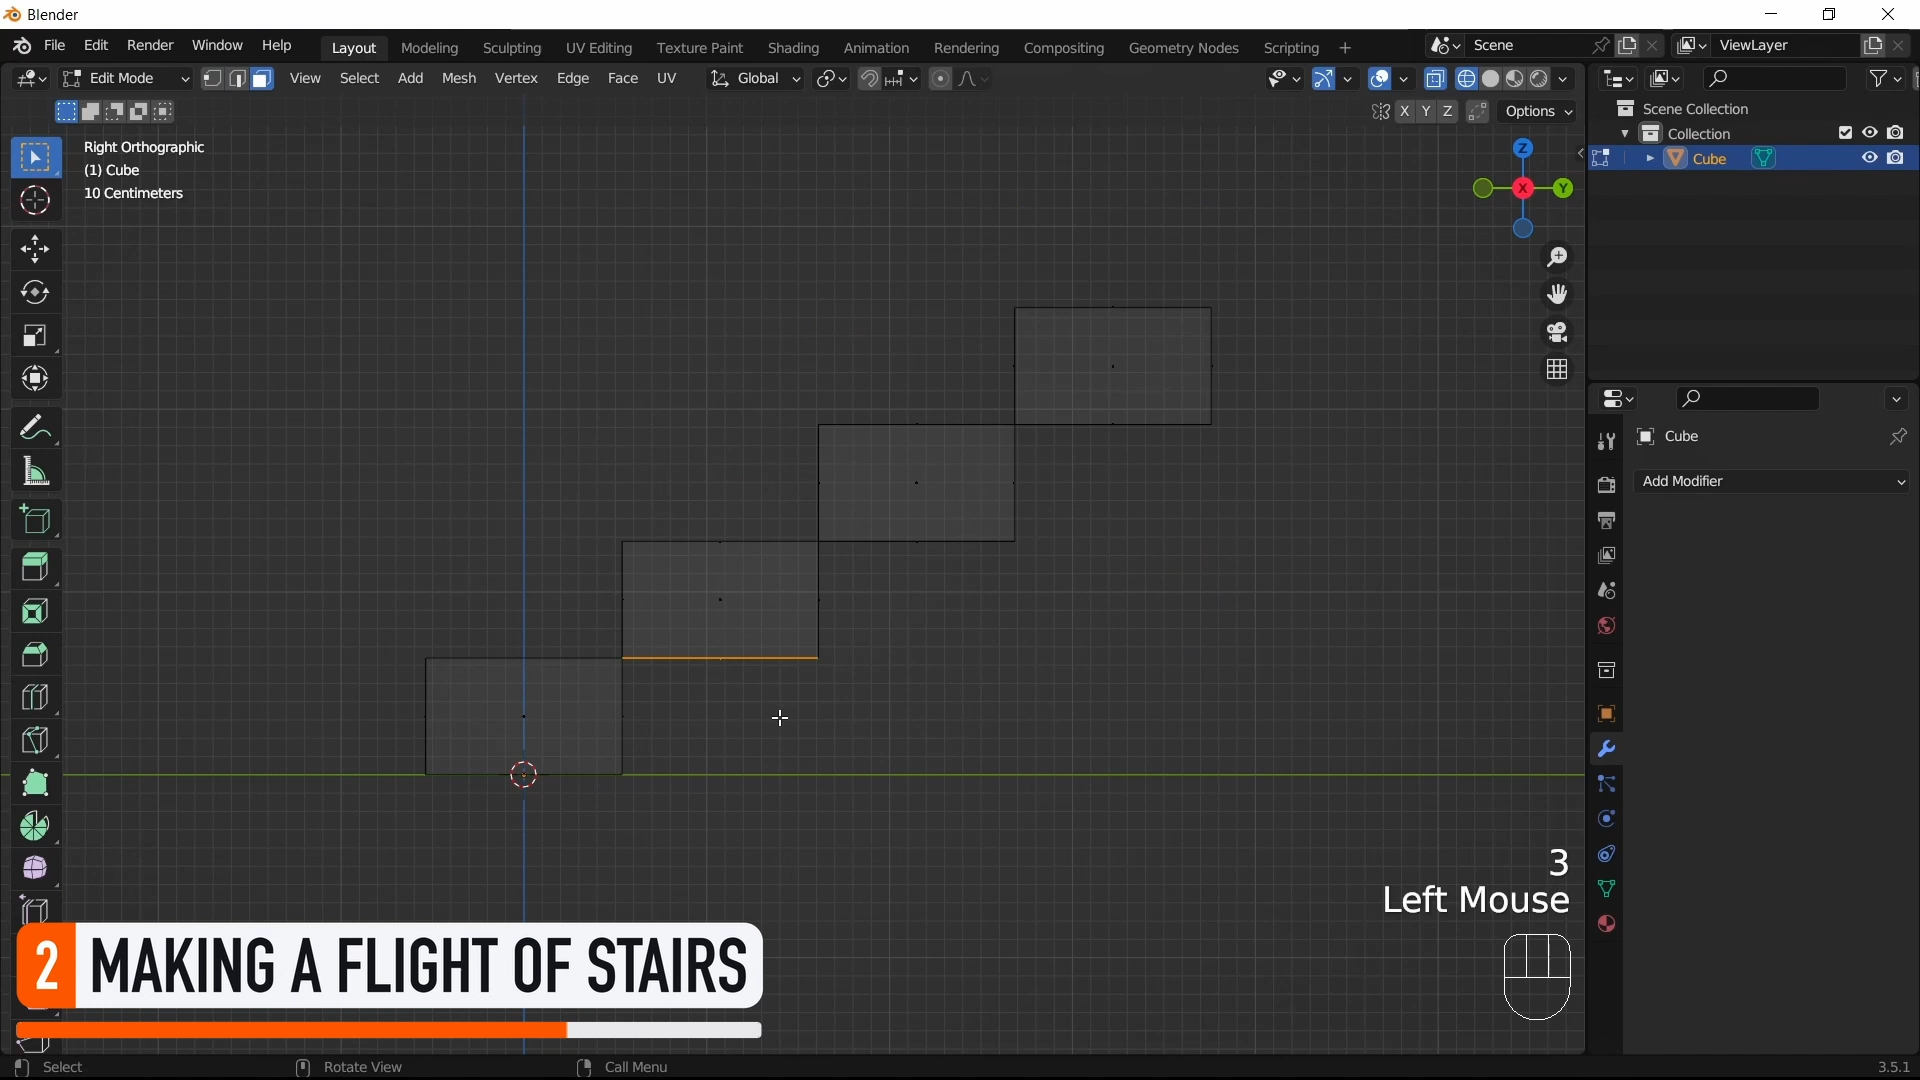 Blender
File Edit Render Window Help Layout Modeling Sculpting UV Editing Texture Paint Shading Animation Rendering Compositing Geometry Nodes Scripting + Scene ViewLayer
Edit Mode View Select Add Mesh Vertex Edge Face UV Global
X Y Z Options
Scene Collection
Collection
Cube
Right Orthographic
(1) Cube
10 Centimeters
Z
X Y
Cube
Add Modifier
3
Left Mouse
2 MAKING A FLIGHT OF STAIRS
Select Rotate View Call Menu 3.5.1